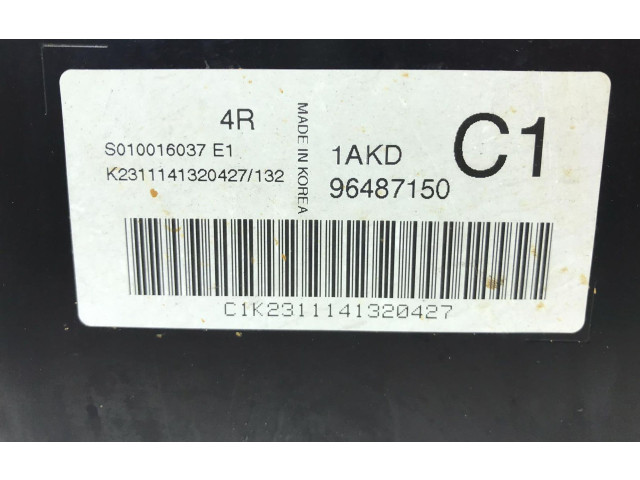 4R
S010016037 E1
K2311141320427/132
MADE IN KOREA
1AKD
96487150
C1
C1K2311141320427